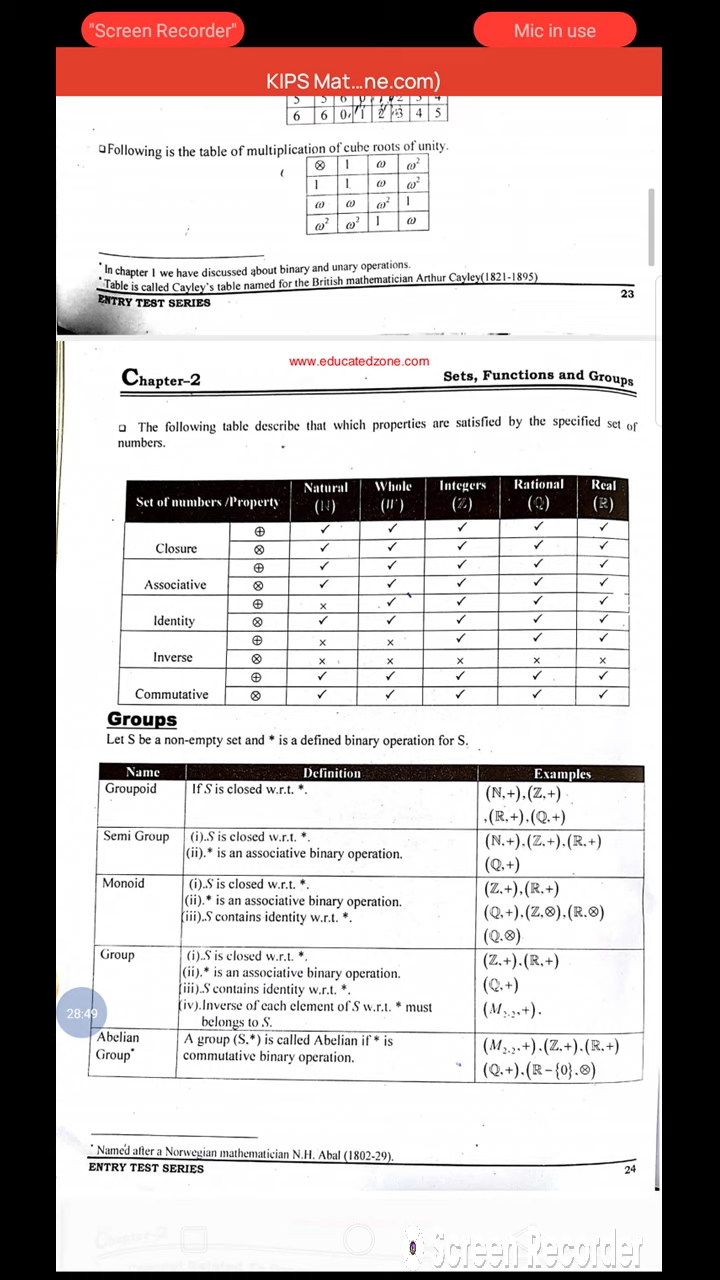 "Screen Recorder"
Mic in use
KIPS Mat...ne.com)
6 6 0 1 2 3 4 5
❑Following is the table of multiplication of cube roots of unity.
⊗ 1 ω ω²
1 1 ω ω²
ω ω ω² 1
ω² ω² 1 ω
* In chapter 1 we have discussed about binary and unary operations.
* Table is called Cayley's table named for the British mathematician Arthur Cayley(1821-1895)
ENTRY TEST SERIES 23
www.educatedzone.com
Chapter–2 Sets, Functions and Groups
❑ The following table describe that which properties are satisfied by the specified set of
numbers.
Set of numbers /Property Natural (ℕ) Whole (W) Integers (ℤ) Rational (ℚ) Real (ℝ)
Closure ⊕ ✓ ✓ ✓ ✓ ✓
⊗ ✓ ✓ ✓ ✓ ✓
Associative ⊕ ✓ ✓ ✓ ✓ ✓
⊗ ✓ ✓ ✓ ✓ ✓
Identity ⊕ × ✓ ✓ ✓ ✓
⊗ ✓ ✓ ✓ ✓ ✓
Inverse ⊕ × × ✓ ✓ ✓
⊗ × × × × ×
Commutative ⊕ ✓ ✓ ✓ ✓ ✓
⊗ ✓ ✓ ✓ ✓ ✓
Groups
Let S be a non-empty set and * is a defined binary operation for S.
Name Definition Examples
Groupoid If S is closed w.r.t. *. (ℕ,+),(ℤ,+)
,(ℝ,+),(ℚ,+)
Semi Group (i).S is closed w.r.t. *. (ℕ,+),(ℤ,+),(ℝ,+)
(ii).* is an associative binary operation. (ℚ,+)
Monoid (i).S is closed w.r.t. *. (ℤ,+),(ℝ,+)
(ii).* is an associative binary operation. (ℚ,+),(ℤ,⊗),(ℝ,⊗)
(iii).S contains identity w.r.t. *. (ℚ,⊗)
Group (i).S is closed w.r.t. *. (ℤ,+),(ℝ,+)
(ii).* is an associative binary operation. (ℚ,+)
(iii).S contains identity w.r.t. *.
(iv).Inverse of each element of S w.r.t. * must (M₂,₂,+).
belongs to S.
28:49
Abelian A group (S,*) is called Abelian if * is (M₂,₂,+),(ℤ,+),(ℝ,+)
Group* commutative binary operation. (ℚ,+),(ℝ−{0},⊗)
* Named after a Norwegian mathematician N.H. Abal (1802-29).
ENTRY TEST SERIES 24
Chapter–2
Screen Recorder